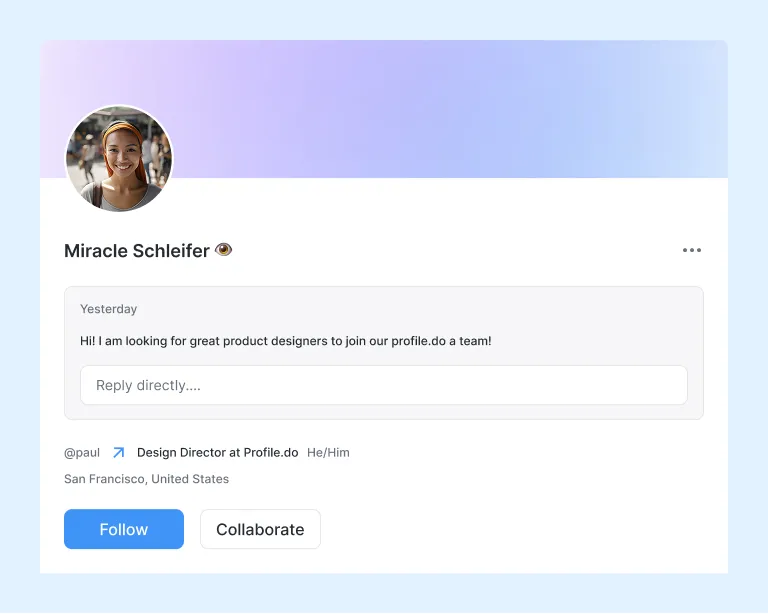 Miracle Schleifer 👁️
Yesterday
Hi! I am looking for great product designers to join our profile.do a team!
Reply directly....
@paul Design Director at Profile.do He/Him
San Francisco, United States
Follow Collaborate